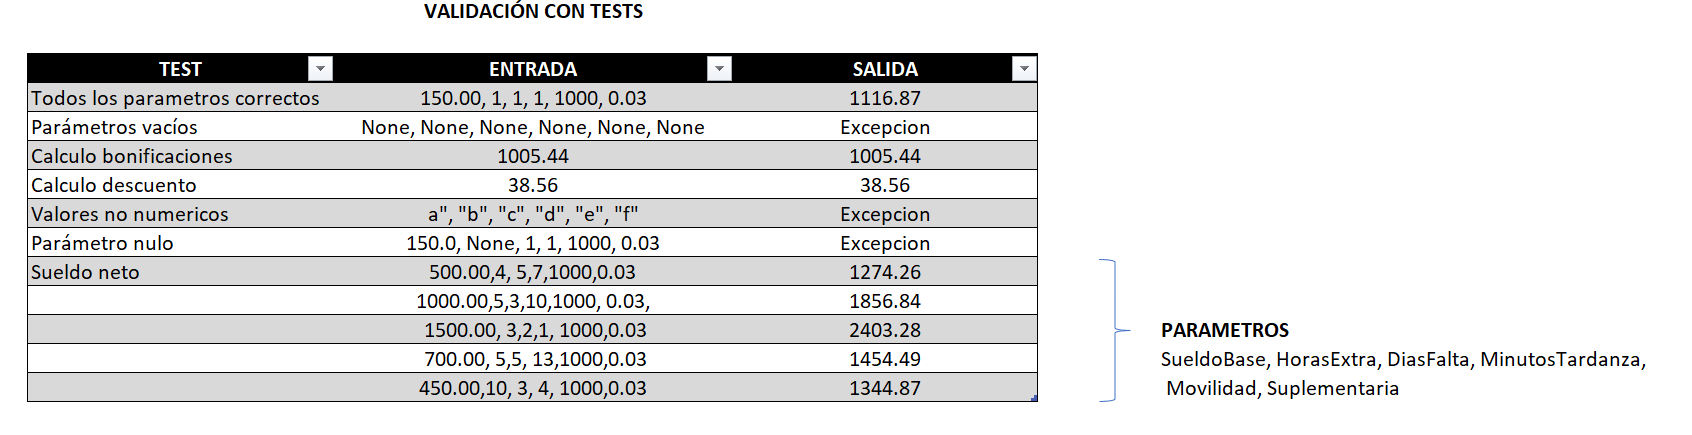 VALIDACIÓN CON TESTS
TEST ENTRADA SALIDA
Todos los parametros correctos 150.00, 1, 1, 1, 1000, 0.03 1116.87
Parámetros vacíos None, None, None, None, None, None Excepcion
Calculo bonificaciones 1005.44 1005.44
Calculo descuento 38.56 38.56
Valores no numericos a", "b", "c", "d", "e", "f" Excepcion
Parámetro nulo 150.0, None, 1, 1, 1000, 0.03 Excepcion
Sueldo neto 500.00,4, 5,7,1000,0.03 1274.26
1000.00,5,3,10,1000, 0.03, 1856.84
1500.00, 3,2,1, 1000,0.03 2403.28
700.00, 5,5, 13,1000,0.03 1454.49
450.00,10, 3, 4, 1000,0.03 1344.87
PARAMETROS
SueldoBase, HorasExtra, DiasFalta, MinutosTardanza,
Movilidad, Suplementaria